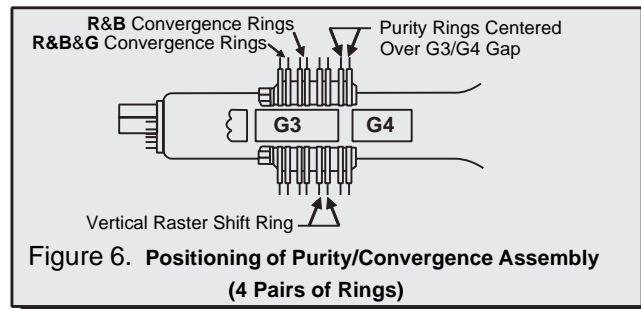 R&B Convergence Rings
R&B&G Convergence Rings
Purity Rings Centered
Over G3/G4 Gap
G3
G4
Vertical Raster Shift Ring
Figure 6. Positioning of Purity/Convergence Assembly
(4 Pairs of Rings)